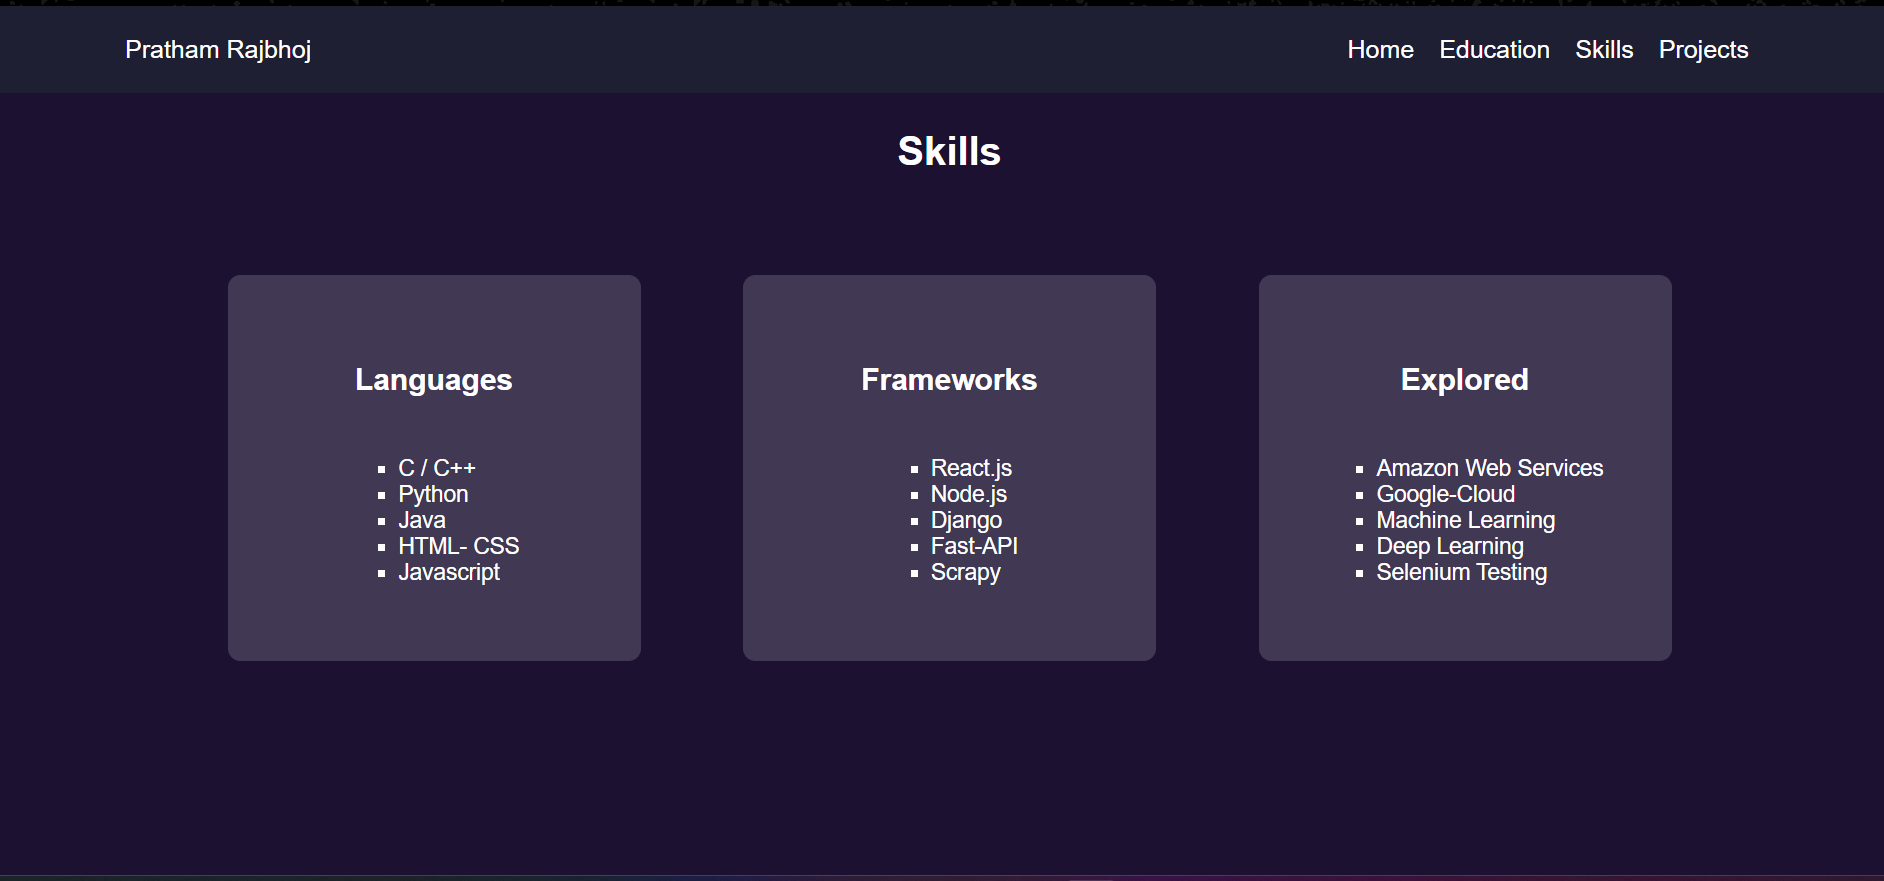 Pratham Rajbhoj
Home Education Skills Projects
Skills
Languages
C / C++
Python
Java
HTML- CSS
Javascript
Frameworks
React.js
Node.js
Django
Fast-API
Scrapy
Explored
Amazon Web Services
Google-Cloud
Machine Learning
Deep Learning
Selenium Testing